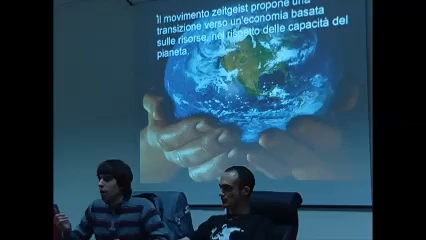 Il movimento zeitgeist propone una
transizione verso un'economia basata
sulle risorse, nel rispetto delle capacità del
pianeta.